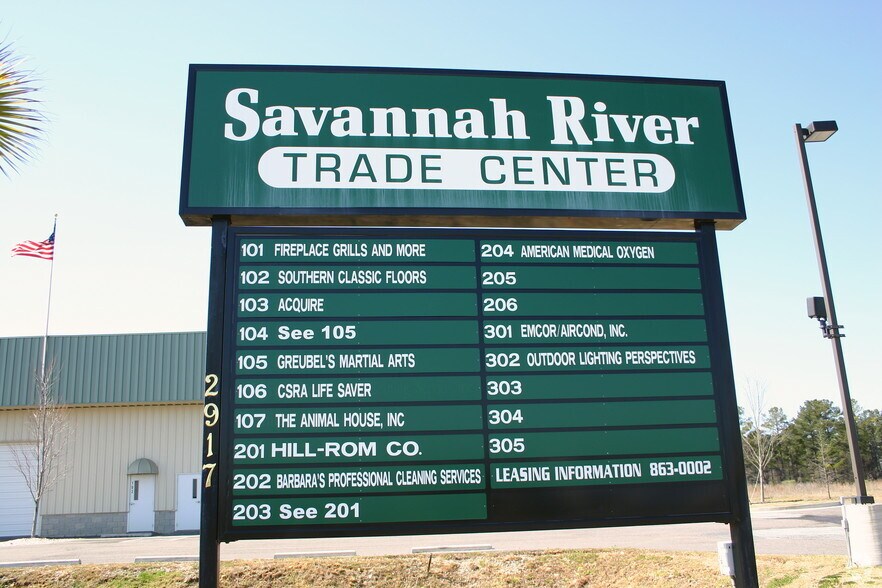 Savannah River
TRADE CENTER
101 FIREPLACE GRILLS AND MORE
102 SOUTHERN CLASSIC FLOORS
103 ACQUIRE
104 See 105
105 GREUBEL'S MARTIAL ARTS
106 CSRA LIFE SAVER
107 THE ANIMAL HOUSE, INC
201 HILL-ROM CO.
202 BARBARA'S PROFESSIONAL CLEANING SERVICES
203 See 201
204 AMERICAN MEDICAL OXYGEN
205
206
301 EMCOR/AIRCOND, INC.
302 OUTDOOR LIGHTING PERSPECTIVES
303
304
305
LEASING INFORMATION 863-0002
2917